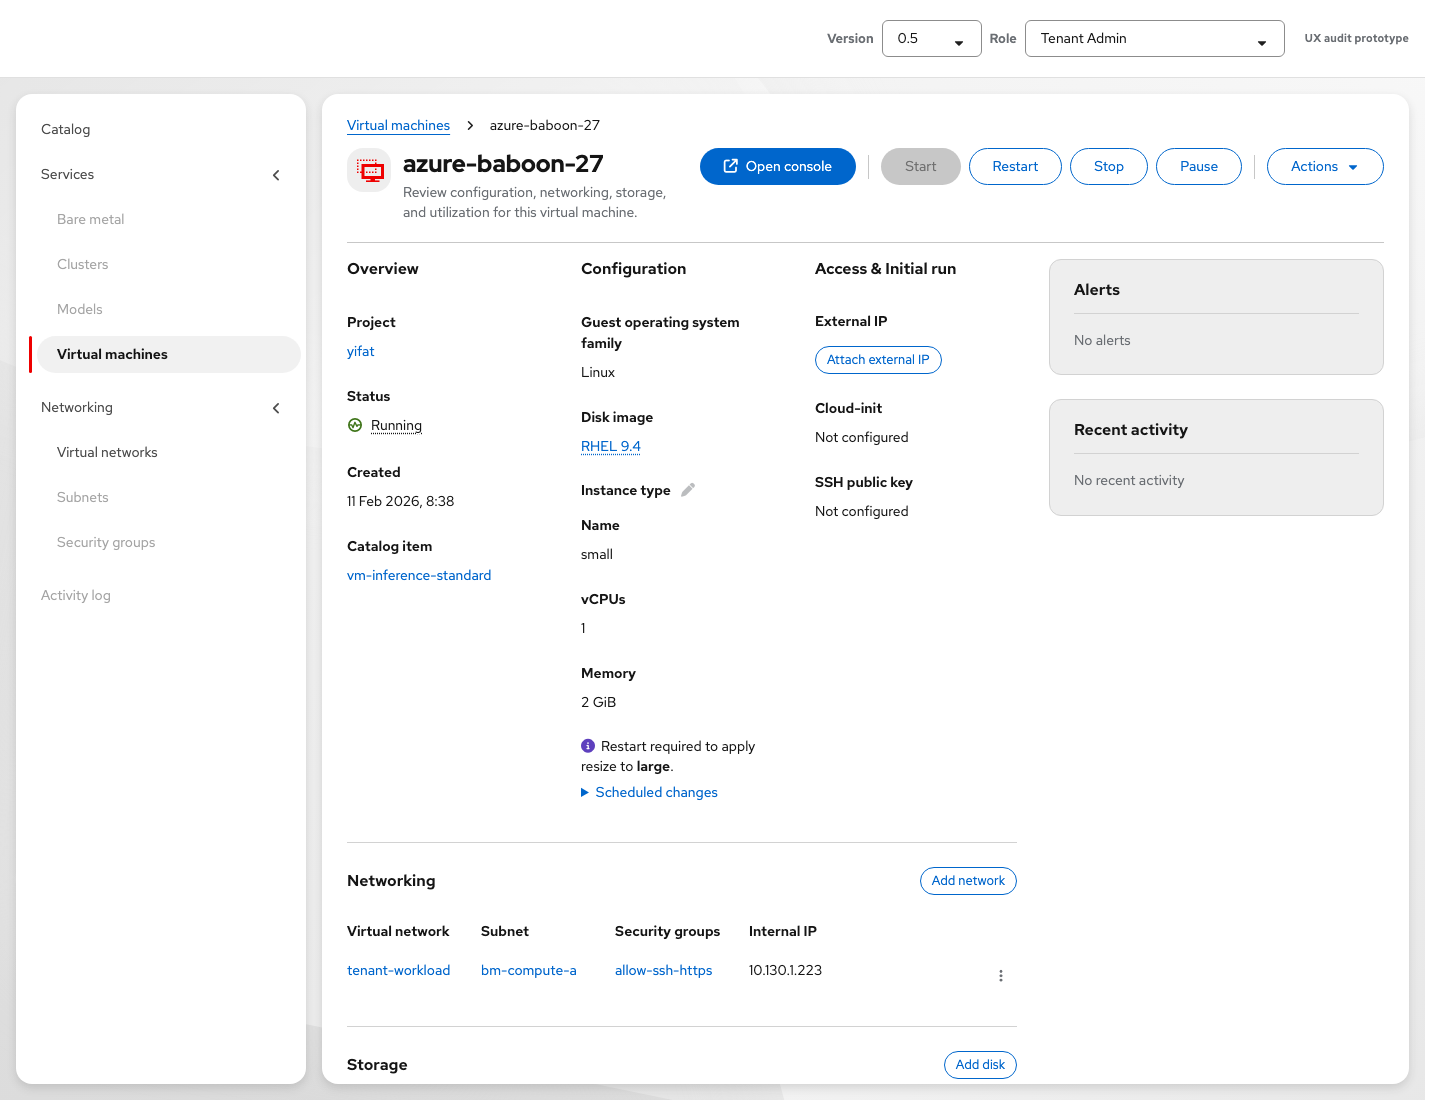 Version 0.5 Role Tenant Admin UX audit prototype
Catalog
Services
Bare metal
Clusters
Models
Virtual machines
Networking
Virtual networks
Subnets
Security groups
Activity log
Virtual machines azure-baboon-27
azure-baboon-27
Review configuration, networking, storage,
and utilization for this virtual machine.
Open console Start Restart Stop Pause Actions
Overview
Project
yifat
Status
Running
Created
11 Feb 2026, 8:38
Catalog item
vm-inference-standard
Configuration
Guest operating system
family
Linux
Disk image
RHEL 9.4
Instance type
Name
small
vCPUs
1
Memory
2 GiB
Restart required to apply
resize to large.
Scheduled changes
Access & Initial run
External IP
Attach external IP
Cloud-init
Not configured
SSH public key
Not configured
Alerts
No alerts
Recent activity
No recent activity
Networking Add network
Virtual network Subnet Security groups Internal IP
tenant-workload bm-compute-a allow-ssh-https 10.130.1.223
Storage Add disk